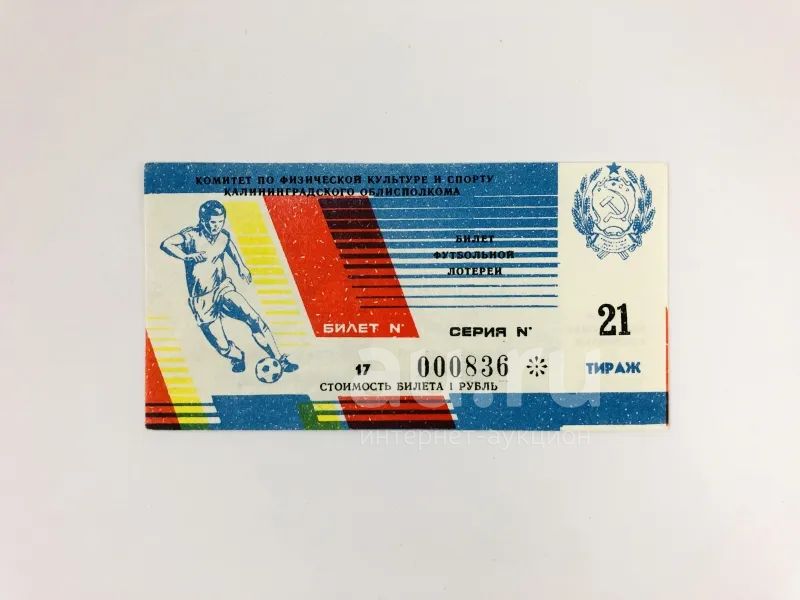 КОМИТЕТ ПО ФИЗИЧЕСКОЙ КУЛЬТУРЕ И СПОРТУ
КАЛИНИНГРАДСКОГО ОБЛИСПОЛКОМА
БИЛЕТ
ФУТБОЛЬНОЙ
ЛОТЕРЕИ
БИЛЕТ N°
СЕРИЯ N°
21
ТИРАЖ
17 000836
СТОИМОСТЬ БИЛЕТА 1 РУБЛЬ
au.ru
интернет-аукцион